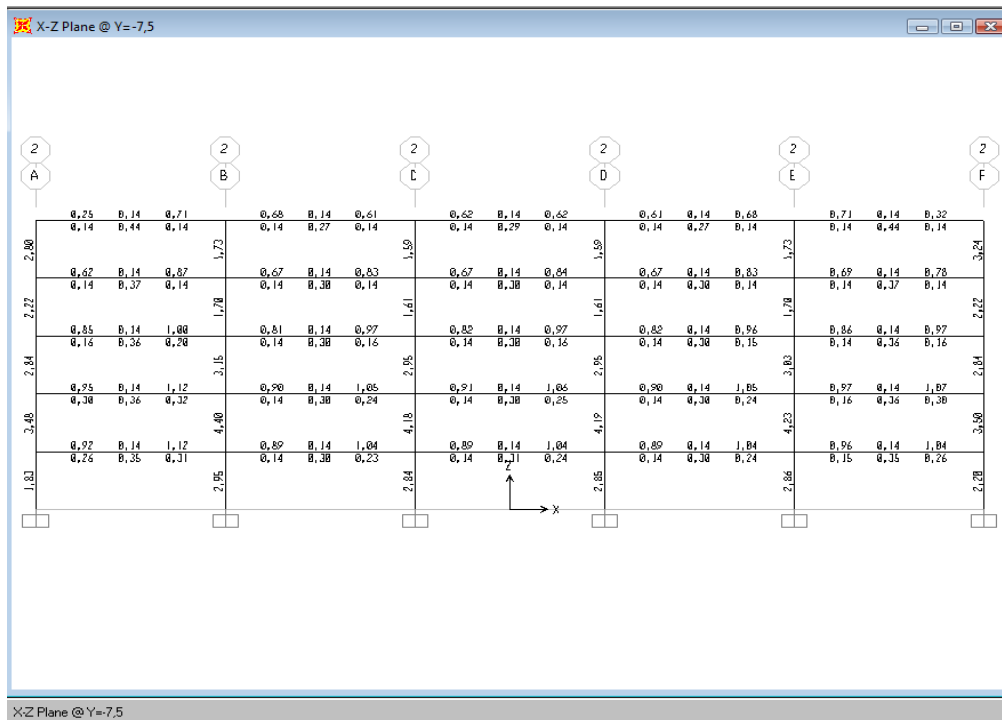 X-Z Plane @ Y=-7,5
2 2 2 2 2 2
A B C D E F
0,25 0,14 0,71 0,68 0,14 0,61 0,62 0,14 0,62 0,61 0,14 0,68 0,71 0,14 0,32
0,14 0,44 0,14 0,14 0,27 0,14 0,14 0,29 0,14 0,14 0,27 0,14 0,14 0,44 0,14
2,80 1,73 1,59 1,59 1,73 3,24
0,62 0,14 0,87 0,67 0,14 0,83 0,67 0,14 0,84 0,67 0,14 0,83 0,69 0,14 0,78
0,14 0,37 0,14 0,14 0,30 0,14 0,14 0,30 0,14 0,14 0,30 0,14 0,14 0,37 0,14
2,22 1,70 1,61 1,61 1,70 2,22
0,85 0,14 1,00 0,81 0,14 0,97 0,82 0,14 0,97 0,82 0,14 0,96 0,86 0,14 0,97
0,16 0,36 0,20 0,14 0,30 0,16 0,14 0,30 0,16 0,14 0,30 0,15 0,14 0,36 0,16
2,84 3,15 2,95 2,95 3,03 2,84
0,95 0,14 1,12 0,90 0,14 1,05 0,91 0,14 1,06 0,90 0,14 1,05 0,97 0,14 1,07
0,30 0,36 0,32 0,14 0,30 0,24 0,14 0,30 0,25 0,14 0,30 0,24 0,16 0,36 0,30
3,48 4,40 4,18 4,19 4,23 3,50
0,92 0,14 1,12 0,89 0,14 1,04 0,89 0,14 1,04 0,89 0,14 1,04 0,96 0,14 1,04
0,26 0,35 0,31 0,14 0,30 0,23 0,14 0,31 0,24 0,14 0,30 0,24 0,15 0,35 0,26
Z
1,83 2,95 2,84 2,85 2,86 2,20
X
X-Z Plane @ Y=-7,5